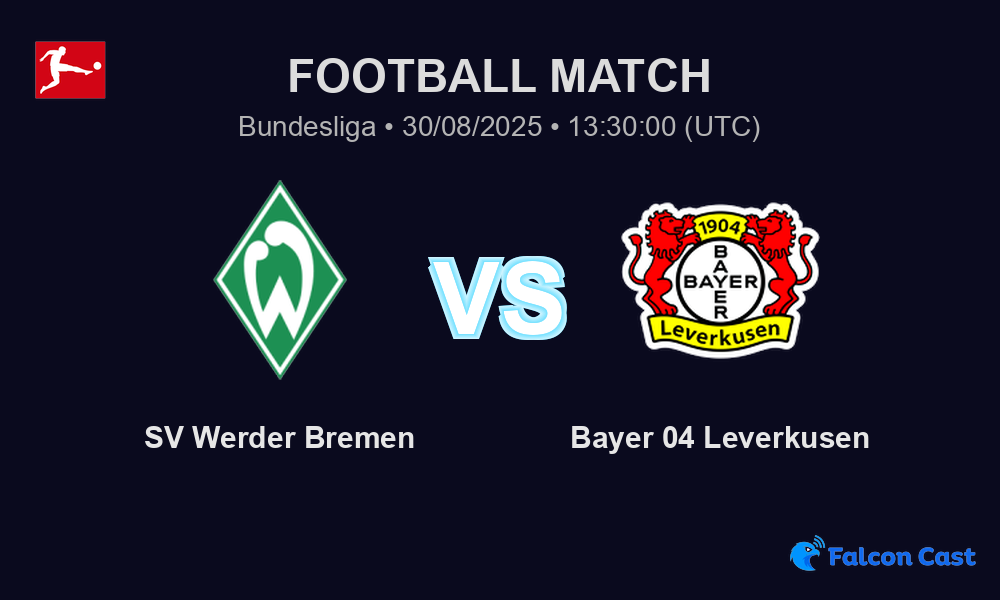 FOOTBALL MATCH
Bundesliga • 30/08/2025 • 13:30:00 (UTC)
VS
1904
BAYER
BAYER
Leverkusen
SV Werder Bremen
Bayer 04 Leverkusen
Falcon Cast